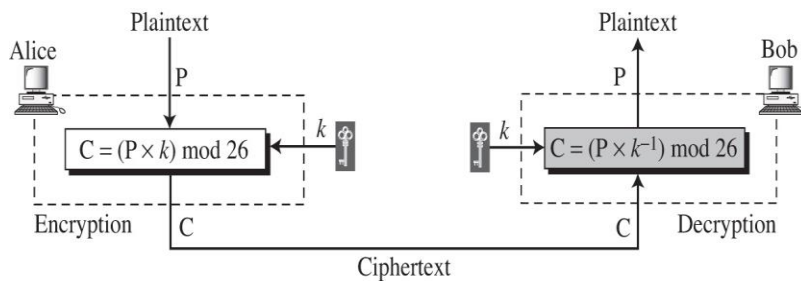 Plaintext
Plaintext
Alice
Bob
P
P
k
k
C = (P × k) mod 26
C = (P × k⁻¹) mod 26
Encryption
C
C
Decryption
Ciphertext